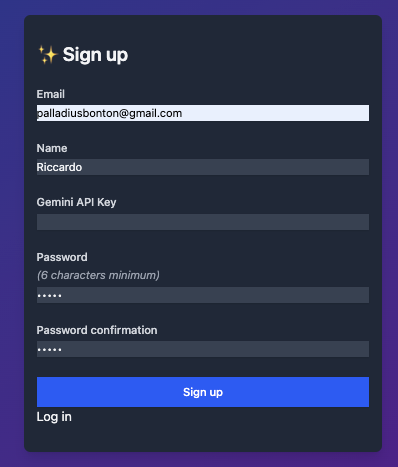 ✨ Sign up
Email
palladiusbonton@gmail.com
Name
Riccardo
Gemini API Key
Password
(6 characters minimum)
•••••
Password confirmation
•••••
Sign up
Log in